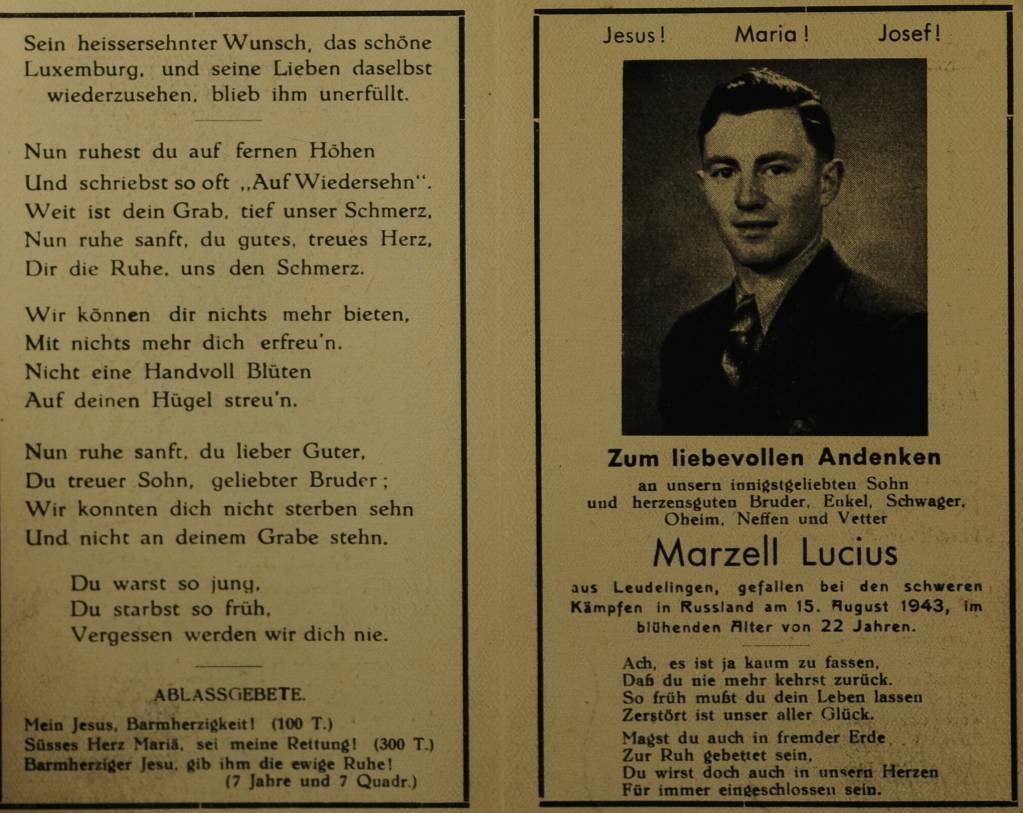 Sein heissersehnter Wunsch, das schöne
Luxemburg, und seine Lieben daselbst
wiederzusehen, blieb ihm unerfüllt.
Nun ruhest du auf fernen Höhen
Und schriebst so oft „Auf Wiedersehn“.
Weit ist dein Grab, tief unser Schmerz,
Nun ruhe sanft, du gutes, treues Herz,
Dir die Ruhe, uns den Schmerz.
Wir können dir nichts mehr bieten,
Mit nichts mehr dich erfreu'n.
Nicht eine Handvoll Blüten
Auf deinen Hügel streu'n.
Nun ruhe sanft, du lieber Guter,
Du treuer Sohn, geliebter Bruder;
Wir konnten dich nicht sterben sehn
Und nicht an deinem Grabe stehn.
Du warst so jung,
Du starbst so früh,
Vergessen werden wir dich nie.
ABLASSGEBETE.
Mein Jesus, Barmherzigkeit! (100 T.)
Süsses Herz Mariä, sei meine Rettung! (300 T.)
Barmherziger Jesu, gib ihm die ewige Ruhe!
(7 Jahre und 7 Quadr.)
Jesus! Maria! Josef!
Zum liebevollen Andenken
an unsern innigstgeliebten Sohn
und herzensguten Bruder, Enkel, Schwager,
Oheim, Neffen und Vetter
Marzell Lucius
aus Leudelingen, gefallen bei den schweren
Kämpfen in Russland am 15. August 1943, im
blühenden Alter von 22 Jahren.
Ach, es ist ja kaum zu fassen,
Daß du nie mehr kehrst zurück.
So früh mußt du dein Leben lassen
Zerstört ist unser aller Glück.
Magst du auch in fremder Erde
Zur Ruh gebettet sein,
Du wirst doch auch in unsern Herzen
Für immer eingeschlossen sein.